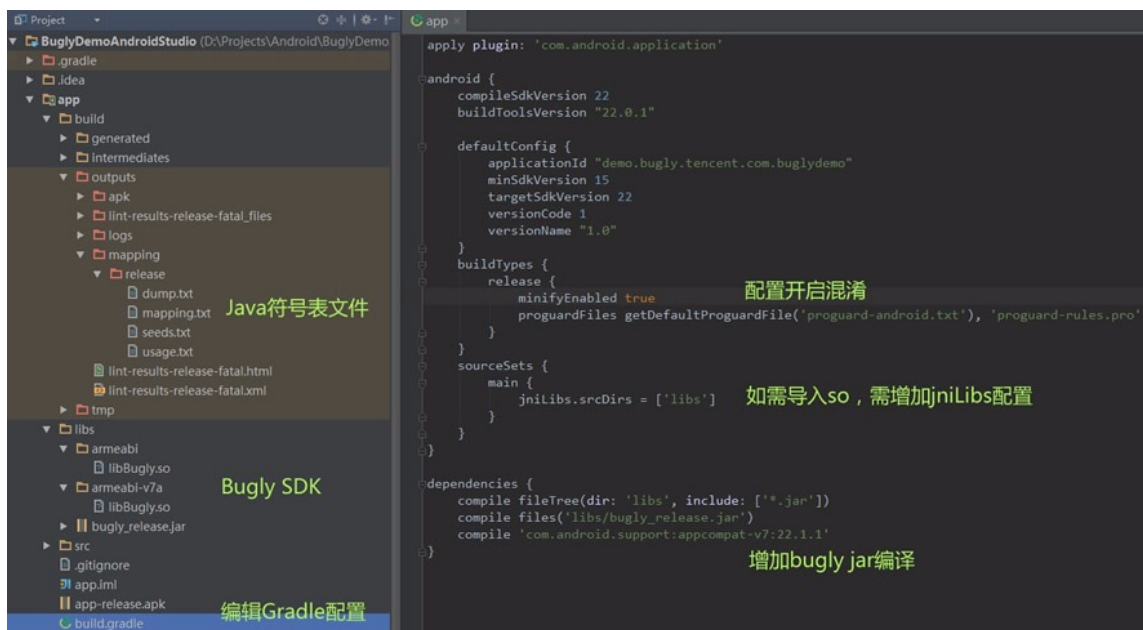 Project
BuglyDemoAndroidStudio (D:\Projects\Android\BuglyDemo
.gradle
.idea
app
build
generated
intermediates
outputs
apk
lint-results-release-fatal_files
logs
mapping
release
dump.txt
mapping.txt
seeds.txt
usage.txt
Java符号表文件
lint-results-release-fatal.html
lint-results-release-fatal.xml
tmp
libs
armeabi
libBugly.so
armeabi-v7a
libBugly.so
Bugly SDK
bugly_release.jar
src
.gitignore
app.iml
app-release.apk
build.gradle
编辑Gradle配置
app
apply plugin: 'com.android.application'
android {
compileSdkVersion 22
buildToolsVersion "22.0.1"
defaultConfig {
applicationId "demo.bugly.tencent.com.buglydemo"
minSdkVersion 15
targetSdkVersion 22
versionCode 1
versionName "1.0"
}
buildTypes {
release {
配置开启混淆
minifyEnabled true
proguardFiles getDefaultProguardFile('proguard-android.txt'), 'proguard-rules.pro'
}
}
sourceSets {
main {
jniLibs.srcDirs = ['libs']
如需导入so，需增加jniLibs配置
}
}
}
dependencies {
compile fileTree(dir: 'libs', include: ['*.jar'])
compile files('libs/bugly_release.jar')
compile 'com.android.support:appcompat-v7:22.1.1'
}
增加bugly jar编译